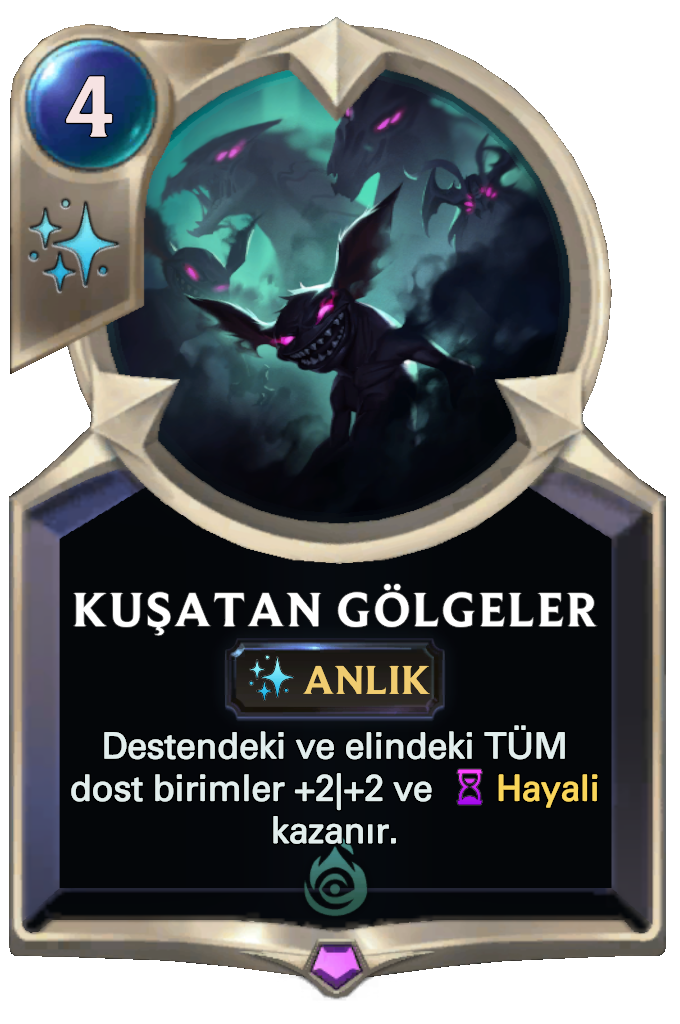 4
KUŞATAN GÖLGELER
ANLIK
Destendeki ve elindeki TÜM
dost birimler +2|+2 ve Hayali
kazanır.